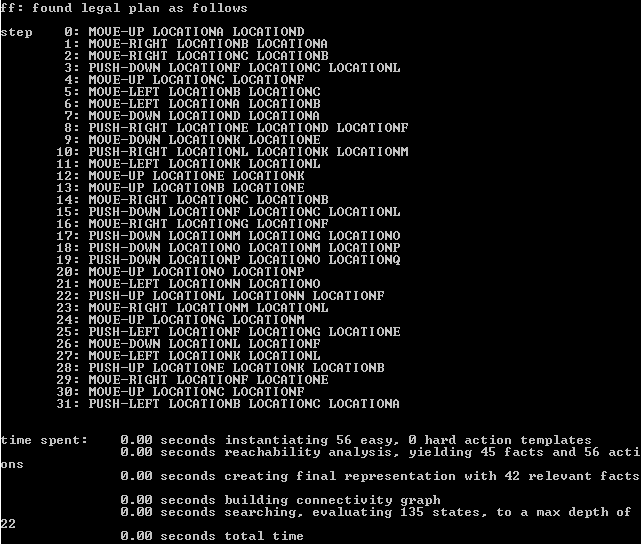 ff: found legal plan as follows
step    0: MOVE-UP LOCATIONA LOCATIOND
        1: MOVE-RIGHT LOCATIONB LOCATIONA
        2: MOVE-RIGHT LOCATIONC LOCATIONB
        3: PUSH-DOWN LOCATIONF LOCATIONC LOCATIONL
        4: MOVE-UP LOCATIONC LOCATIONF
        5: MOVE-LEFT LOCATIONB LOCATIONC
        6: MOVE-LEFT LOCATIONA LOCATIONB
        7: MOVE-DOWN LOCATIOND LOCATIONA
        8: PUSH-RIGHT LOCATIONE LOCATIOND LOCATIONF
        9: MOVE-DOWN LOCATIONK LOCATIONE
       10: PUSH-RIGHT LOCATIONL LOCATIONK LOCATIONM
       11: MOVE-LEFT LOCATIONK LOCATIONL
       12: MOVE-UP LOCATIONE LOCATIONK
       13: MOVE-UP LOCATIONB LOCATIONE
       14: MOVE-RIGHT LOCATIONC LOCATIONB
       15: PUSH-DOWN LOCATIONF LOCATIONC LOCATIONL
       16: MOVE-RIGHT LOCATIONG LOCATIONF
       17: PUSH-DOWN LOCATIONM LOCATIONG LOCATIONO
       18: PUSH-DOWN LOCATIONO LOCATIONM LOCATIONP
       19: PUSH-DOWN LOCATIONP LOCATIONO LOCATIONQ
       20: MOVE-UP LOCATIONO LOCATIONP
       21: MOVE-LEFT LOCATIONN LOCATIONO
       22: PUSH-UP LOCATIONL LOCATIONN LOCATIONF
       23: MOVE-RIGHT LOCATIONM LOCATIONL
       24: MOVE-UP LOCATIONG LOCATIONM
       25: PUSH-LEFT LOCATIONF LOCATIONG LOCATIONE
       26: MOVE-DOWN LOCATIONL LOCATIONF
       27: MOVE-LEFT LOCATIONK LOCATIONL
       28: PUSH-UP LOCATIONE LOCATIONK LOCATIONB
       29: MOVE-RIGHT LOCATIONF LOCATIONE
       30: MOVE-UP LOCATIONC LOCATIONF
       31: PUSH-LEFT LOCATIONB LOCATIONC LOCATIONA
time spent:    0.00 seconds instantiating 56 easy, 0 hard action templates
               0.00 seconds reachability analysis, yielding 45 facts and 56 acti
ons
               0.00 seconds creating final representation with 42 relevant facts
               0.00 seconds building connectivity graph
               0.00 seconds searching, evaluating 135 states, to a max depth of
22
               0.00 seconds total time